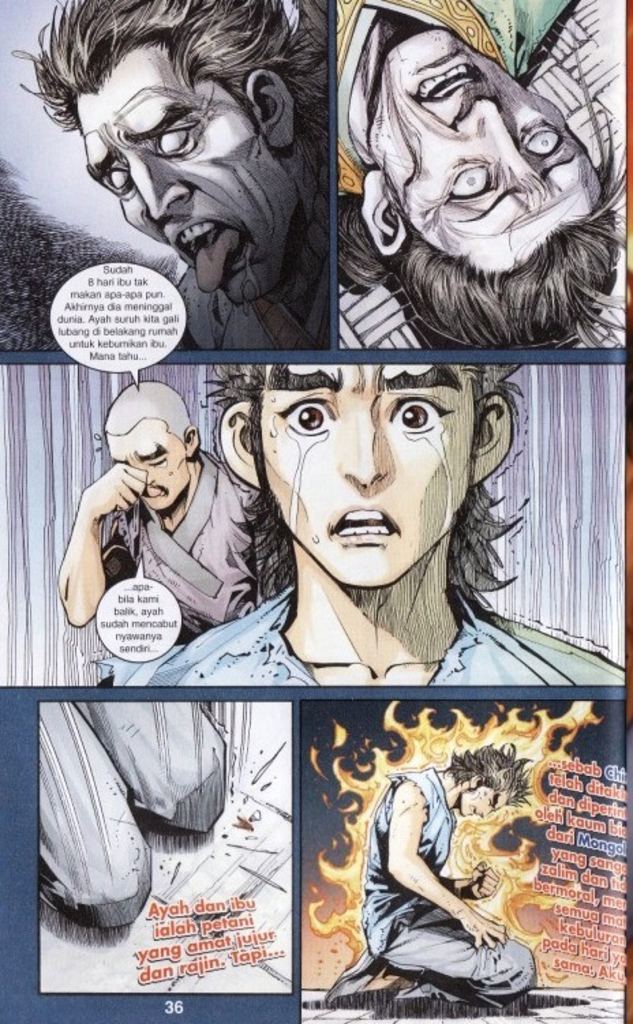 Sudah
8 hari ibu tak
makan apa-apa pun.
Akhirnya dia meninggal
dunia. Ayah suruh kita gali
lubang di belakang rumah
untuk kebumikan ibu.
Mana tahu...
...apa-
bila kami
balik, ayah
sudah mencabut
nyawanya
sendiri...
Ayah dan ibu
ialah petani
yang amat jujur
dan rajin. Tapi...
...sebab
telah
dan
oleh kaum
dari Mongol
yang
zalim dan
bermoral,
semua
kebuluran
pada hari
sama. Aku
36